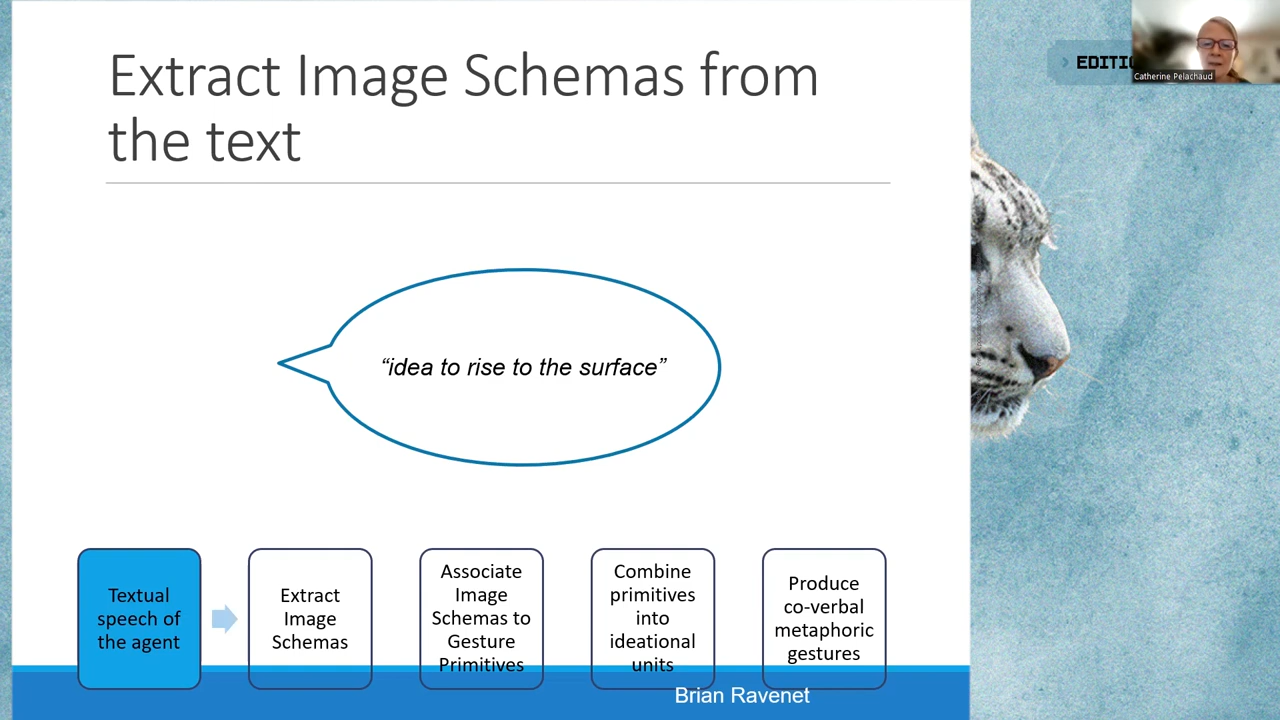 Extract Image Schemas from
the text
› EDITIO
Catherine Pelachaud
“idea to rise to the surface”
Textual
speech of
the agent
Extract
Image
Schemas
Associate
Image
Schemas to
Gesture
Primitives
Combine
primitives
into
ideational
units
Produce
co-verbal
metaphoric
gestures
Brian Ravenet